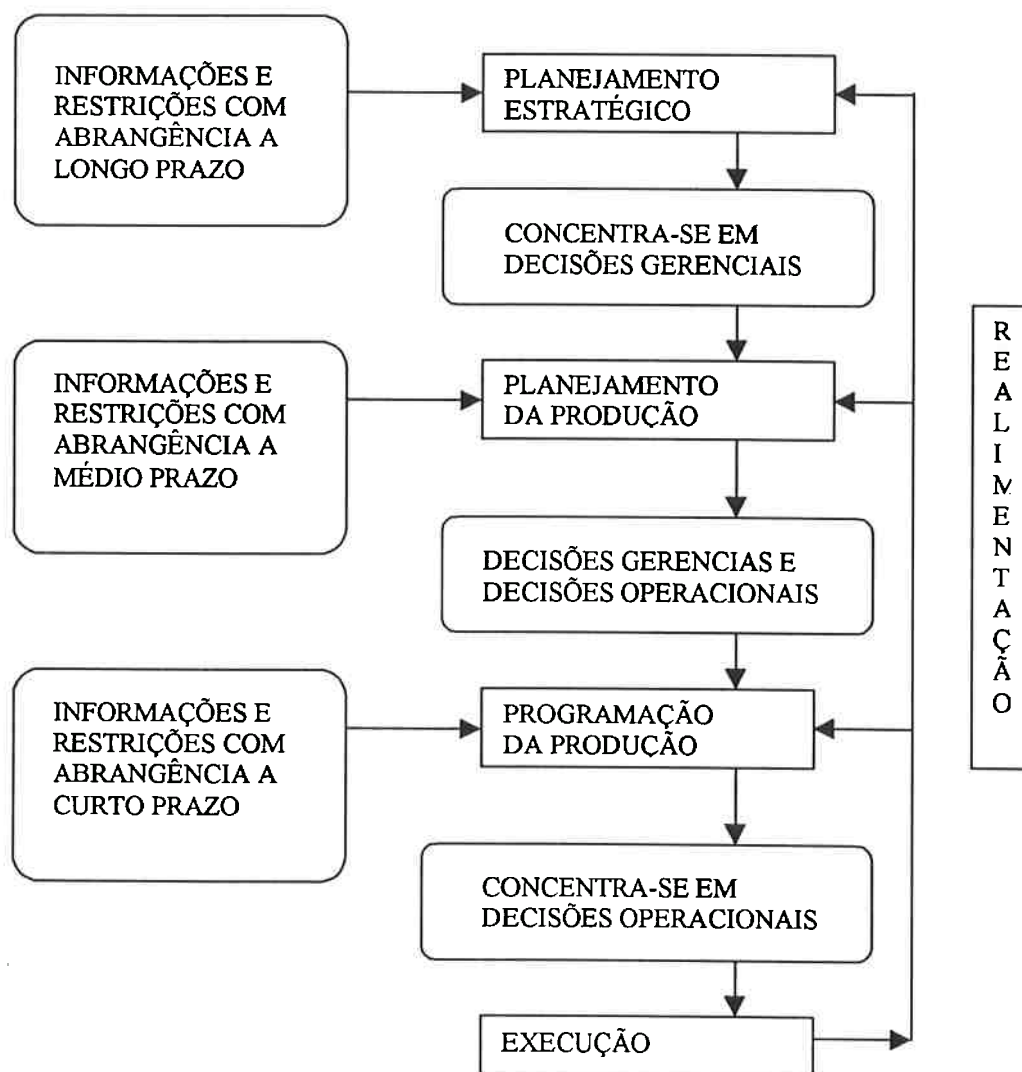 INFORMAÇÕES E
RESTRIÇÕES COM
ABRANGÊNCIA A
LONGO PRAZO
PLANEJAMENTO
ESTRATÉGICO
CONCENTRA-SE EM
DECISÕES GERENCIAIS
INFORMAÇÕES E
RESTRIÇÕES COM
ABRANGÊNCIA A
MÉDIO PRAZO
PLANEJAMENTO
DA PRODUÇÃO
DECISÕES GERENCIAS E
DECISÕES OPERACIONAIS
INFORMAÇÕES E
RESTRIÇÕES COM
ABRANGÊNCIA A
CURTO PRAZO
PROGRAMAÇÃO
DA PRODUÇÃO
CONCENTRA-SE EM
DECISÕES OPERACIONAIS
EXECUÇÃO
R
E
A
L
I
M
E
N
T
A
Ç
Ã
O